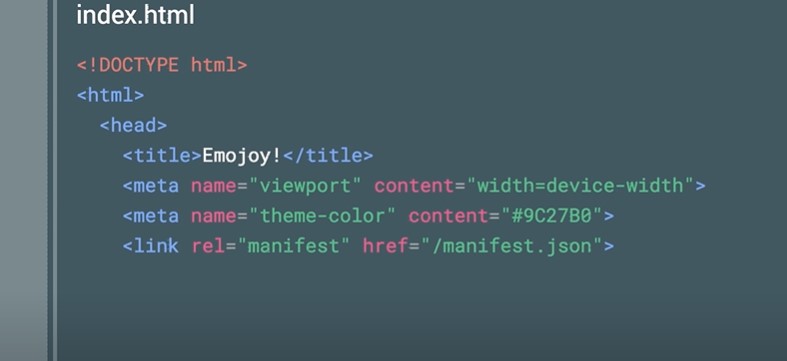 index.html
<!DOCTYPE html>
<html>
<head>
<title>Emojoy!</title>
<meta name="viewport" content="width=device-width">
<meta name="theme-color" content="#9C27B0">
<link rel="manifest" href="/manifest.json">